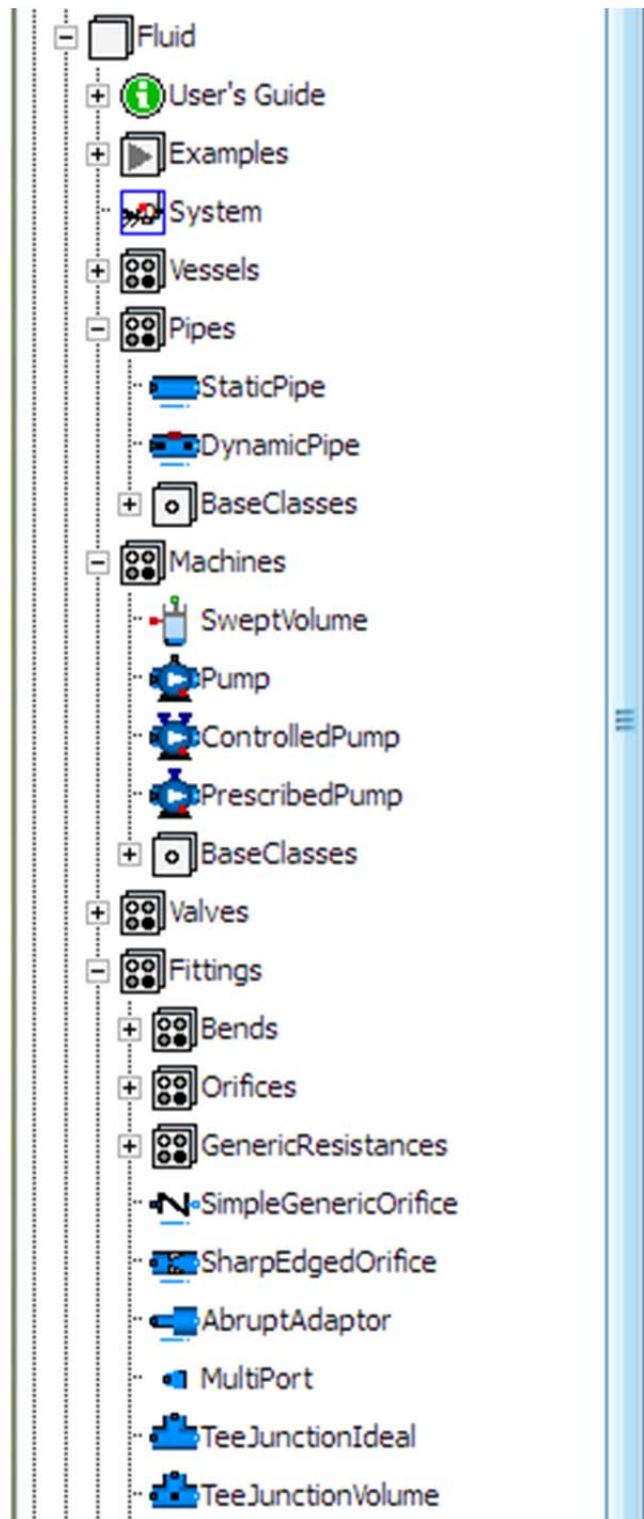 Fluid
User's Guide
Examples
System
Vessels
Pipes
StaticPipe
DynamicPipe
BaseClasses
Machines
SweptVolume
Pump
ControlledPump
PrescribedPump
BaseClasses
Valves
Fittings
Bends
Orifices
GenericResistances
SimpleGenericOrifice
SharpEdgedOrifice
AbruptAdaptor
MultiPort
TeeJunctionIdeal
TeeJunctionVolume